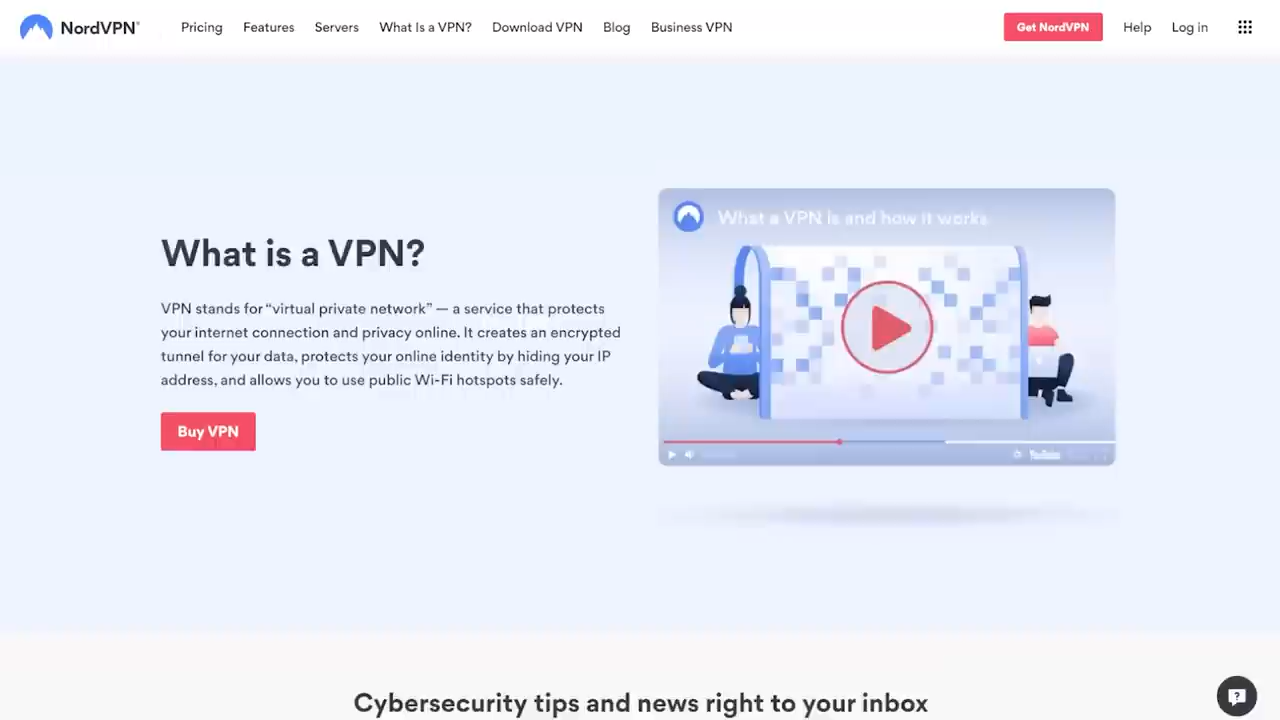 NordVPN®
Pricing
Features
Servers
What Is a VPN?
Download VPN
Blog
Business VPN
Get NordVPN
Help
Log in
What is a VPN?
VPN stands for “virtual private network” — a service that protects
your internet connection and privacy online. It creates an encrypted
tunnel for your data, protects your online identity by hiding your IP
address, and allows you to use public Wi-Fi hotspots safely.
Buy VPN
What a VPN is and how it works
YouTube
Cybersecurity tips and news right to your inbox
?